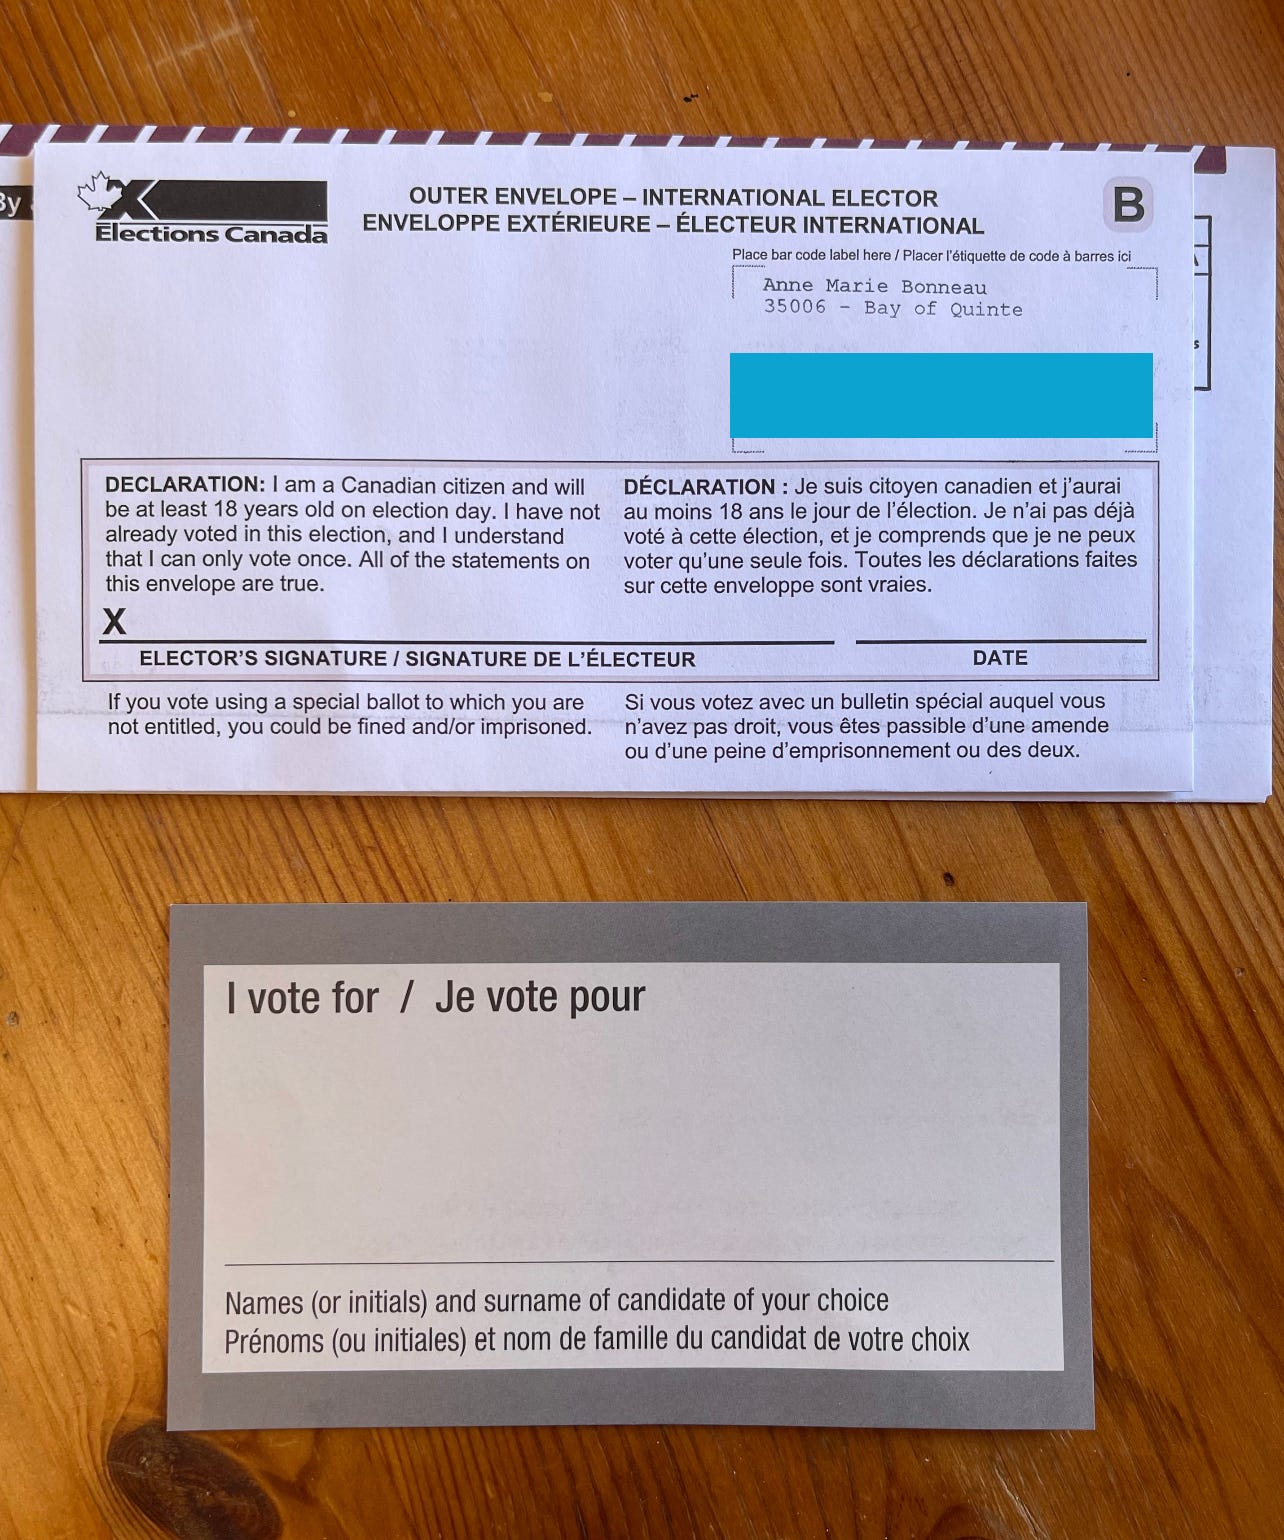 By
Elections Canada
OUTER ENVELOPE – INTERNATIONAL ELECTOR
ENVELOPPE EXTÉRIEURE – ÉLECTEUR INTERNATIONAL
B
Place bar code label here / Placer l'étiquette de code à barres ici
Anne Marie Bonneau
35006 - Bay of Quinte
DECLARATION: I am a Canadian citizen and will
be at least 18 years old on election day. I have not
already voted in this election, and I understand
that I can only vote once. All of the statements on
this envelope are true.
DÉCLARATION : Je suis citoyen canadien et j'aurai
au moins 18 ans le jour de l'élection. Je n'ai pas déjà
voté à cette élection, et je comprends que je ne peux
voter qu'une seule fois. Toutes les déclarations faites
sur cette enveloppe sont vraies.
X
ELECTOR'S SIGNATURE / SIGNATURE DE L'ÉLECTEUR
DATE
If you vote using a special ballot to which you are
not entitled, you could be fined and/or imprisoned.
Si vous votez avec un bulletin spécial auquel vous
n'avez pas droit, vous êtes passible d'une amende
ou d'une peine d'emprisonnement ou des deux.
I vote for / Je vote pour
Names (or initials) and surname of candidate of your choice
Prénoms (ou initiales) et nom de famille du candidat de votre choix